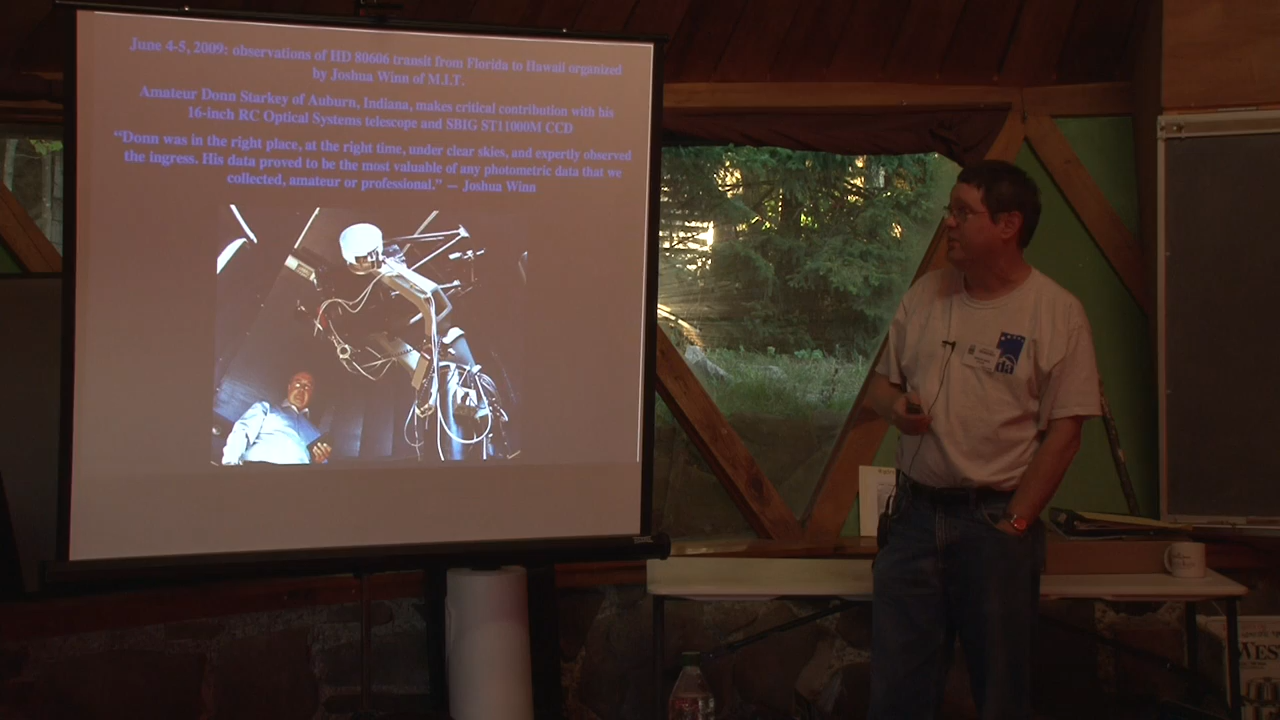 June 4-5, 2009: observations of HD 80606 transit from Florida to Hawaii organized
by Joshua Winn of M.I.T.
Amateur Donn Starkey of Auburn, Indiana, makes critical contribution with his
16-inch RC Optical Systems telescope and SBIG ST11000M CCD
“Donn was in the right place, at the right time, under clear skies, and expertly observed
the ingress. His data proved to be the most valuable of any photometric data that we
collected, amateur or professional.” — Joshua Winn